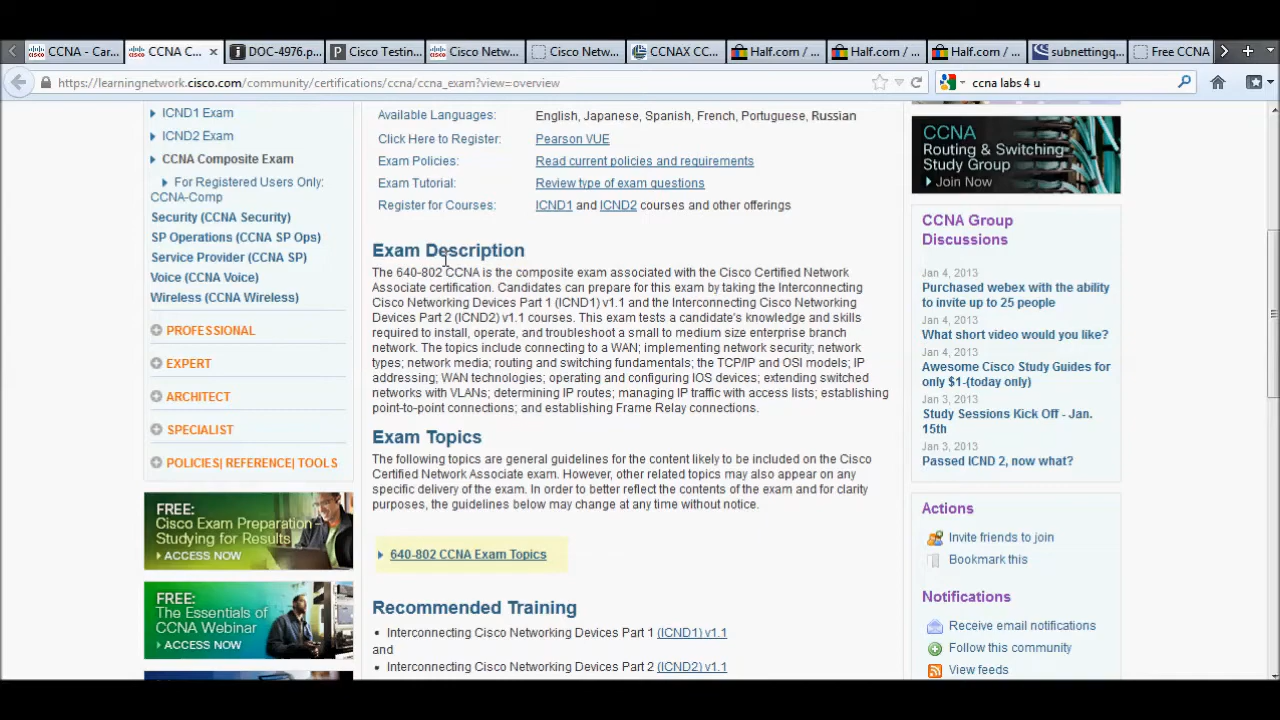 CCNA - Car...
CCNA C...
DOC-4976.p...
Cisco Testin...
Cisco Netw...
Cisco Netw...
CCNAX CC...
Half.com / ...
Half.com / ...
Half.com / ...
subnettingq...
Free CCNA
https://learningnetwork.cisco.com/community/certifications/ccna/ccna_exam?view=overview
ccna labs 4 u
ICND1 Exam
ICND2 Exam
CCNA Composite Exam
For Registered Users Only:
CCNA-Comp
Security (CCNA Security)
SP Operations (CCNA SP Ops)
Service Provider (CCNA SP)
Voice (CCNA Voice)
Wireless (CCNA Wireless)
PROFESSIONAL
EXPERT
ARCHITECT
SPECIALIST
POLICIES| REFERENCE| TOOLS
FREE:
Cisco Exam Preparation –
Studying for Results
ACCESS NOW
FREE:
The Essentials of
CCNA Webinar
ACCESS NOW
Available Languages: English, Japanese, Spanish, French, Portuguese, Russian
Click Here to Register: Pearson VUE
Exam Policies: Read current policies and requirements
Exam Tutorial: Review type of exam questions
Register for Courses: ICND1 and ICND2 courses and other offerings
Exam Description
The 640-802 CCNA is the composite exam associated with the Cisco Certified Network
Associate certification. Candidates can prepare for this exam by taking the Interconnecting
Cisco Networking Devices Part 1 (ICND1) v1.1 and the Interconnecting Cisco Networking
Devices Part 2 (ICND2) v1.1 courses. This exam tests a candidate's knowledge and skills
required to install, operate, and troubleshoot a small to medium size enterprise branch
network. The topics include connecting to a WAN; implementing network security; network
types; network media; routing and switching fundamentals; the TCP/IP and OSI models; IP
addressing; WAN technologies; operating and configuring IOS devices; extending switched
networks with VLANs; determining IP routes; managing IP traffic with access lists; establishing
point-to-point connections; and establishing Frame Relay connections.
Exam Topics
The following topics are general guidelines for the content likely to be included on the Cisco
Certified Network Associate exam. However, other related topics may also appear on any
specific delivery of the exam. In order to better reflect the contents of the exam and for clarity
purposes, the guidelines below may change at any time without notice.
640-802 CCNA Exam Topics
Recommended Training
• Interconnecting Cisco Networking Devices Part 1 (ICND1) v1.1
and
• Interconnecting Cisco Networking Devices Part 2 (ICND2) v1.1
CCNA
Routing & Switching
Study Group
Join Now
CCNA Group
Discussions
Jan 4, 2013
Purchased webex with the ability
to invite up to 25 people
Jan 4, 2013
What short video would you like?
Jan 4, 2013
Awesome Cisco Study Guides for
only $1-(today only)
Jan 3, 2013
Study Sessions Kick Off - Jan.
15th
Jan 3, 2013
Passed ICND 2, now what?
Actions
Invite friends to join
Bookmark this
Notifications
Receive email notifications
Follow this community
View feeds